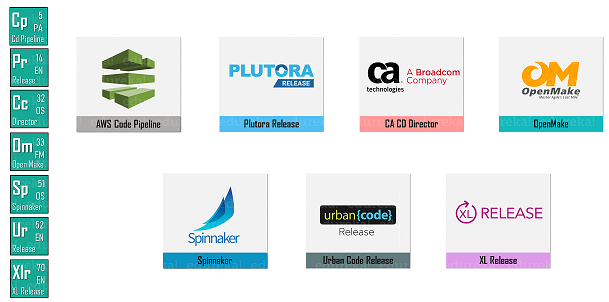 Cp 5
PA
Cd Pipeline
Pr 14
EN
Release
Cc 32
OS
Director
Om 33
FM
Open Make
Sp 51
OS
Spinnaker
Ur 52
EN
Release
Xlr 70
EN
XL Release
AWS Code Pipeline
PLUTORA
RELEASE
Plutora Release
ca
technologies
A Broadcom
Company
CA CD Director
OM
OpenMake
OpenMake
Spinnaker
Spinnaker
urban{code}
Release
Urban Code Release
XL RELEASE
XL Release